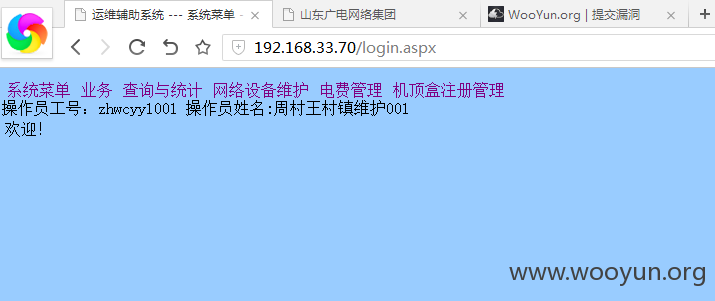 运维辅助系统 --- 系统菜单 -
山东广电网络集团
WooYun.org | 提交漏洞
192.168.33.70/login.aspx
系统菜单 业务 查询与统计 网络设备维护 电费管理 机顶盒注册管理
操作员工号：zhwcyy1001 操作员姓名:周村王村镇维护001
欢迎!
www.wooyun.org